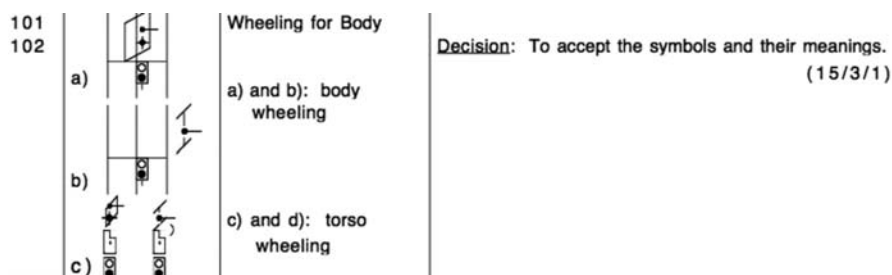 101
102
Wheeling for Body
Decision: To accept the symbols and their meanings.
(15/3/1)
a)
a) and b): body
wheeling
b)
c) and d): torso
wheeling
c)